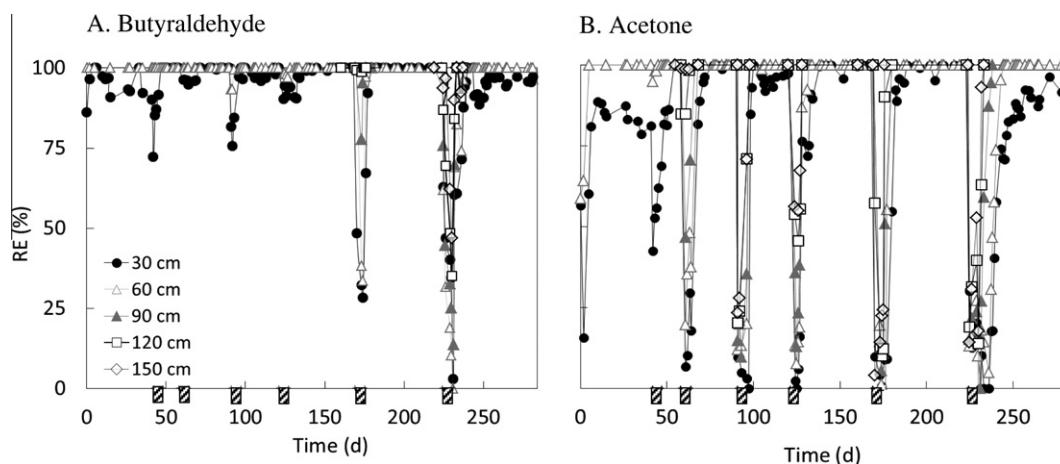 A. Butyraldehyde
B. Acetone
RE (%)
100
75
50
25
0
30 cm
60 cm
90 cm
120 cm
150 cm
0 50 100 150 200 250
Time (d)
0 50 100 150 200 250
Time (d)